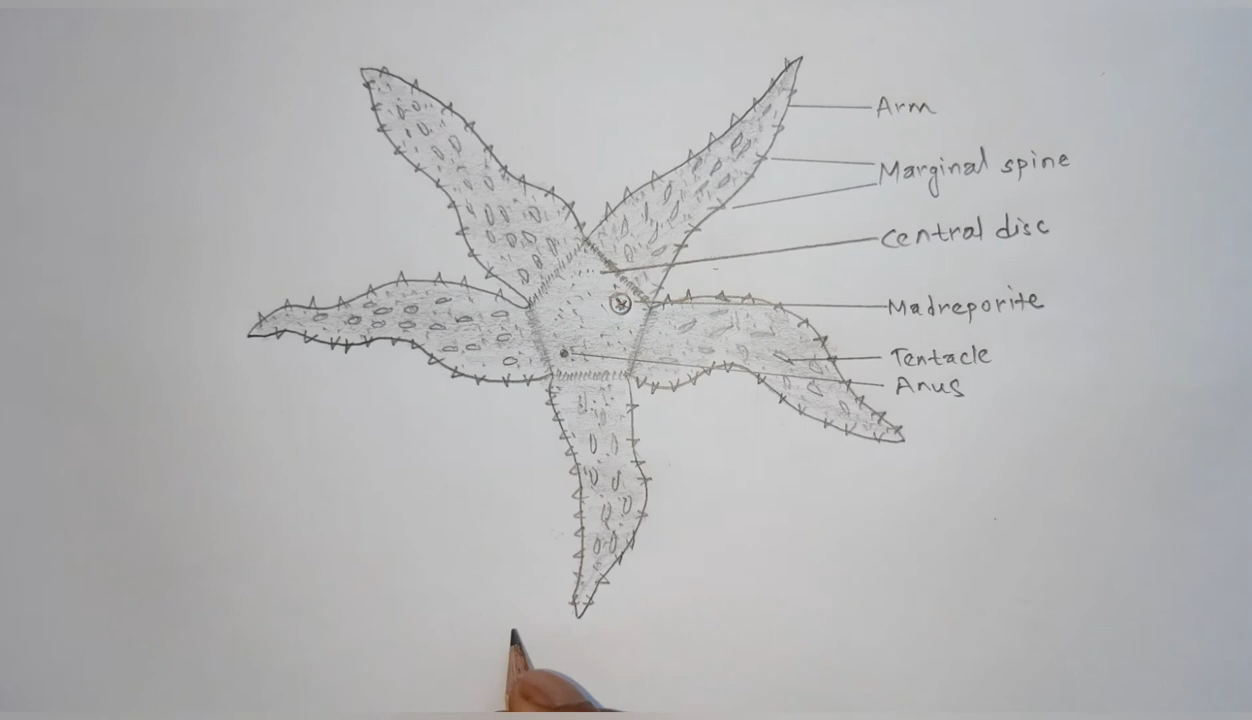 Arm
Marginal spine
Central disc
Madreporite
Tentacle
Anus